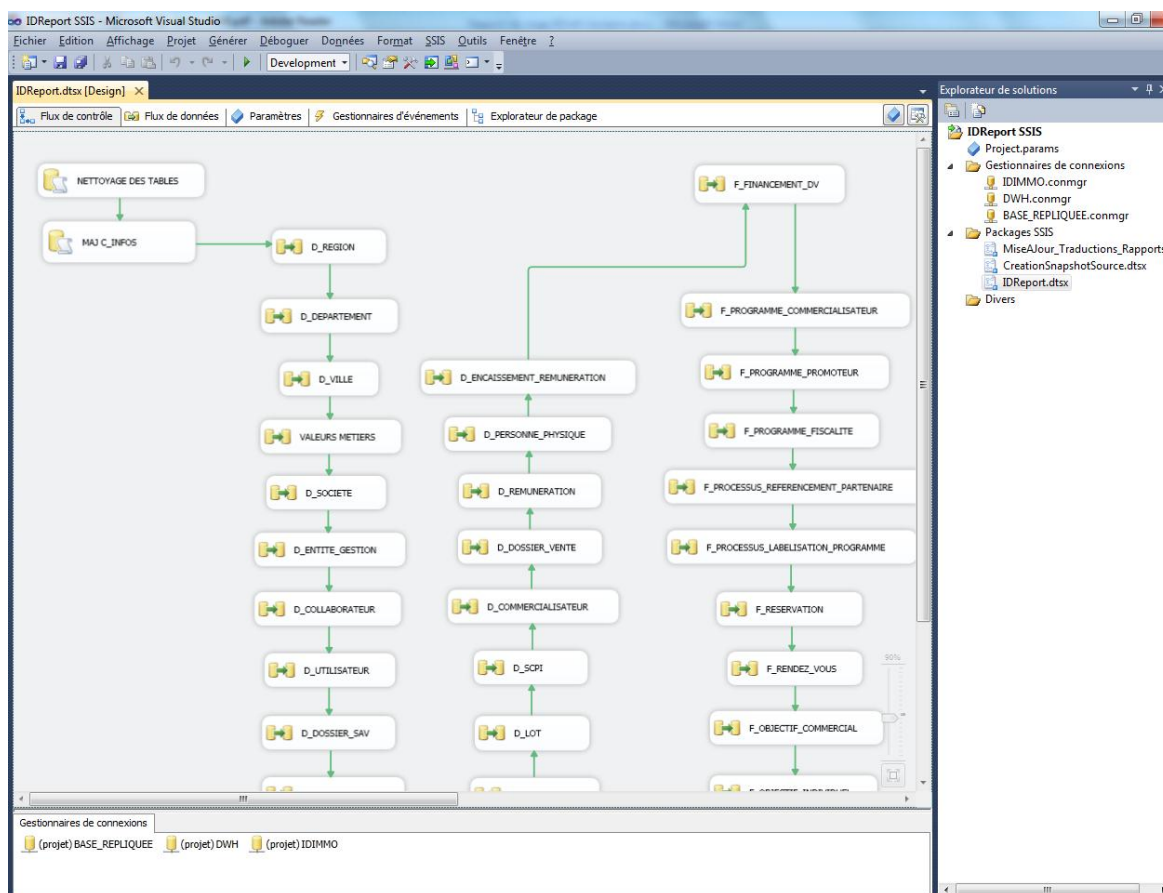 IDReport SSIS - Microsoft Visual Studio
Fichier Edition Affichage Projet Générer Déboguer Données Format SSIS Outils Fenêtre ?
Development
IDReport.dtsx [Design]
Flux de contrôle Flux de données Paramètres Gestionnaires d'événements Explorateur de package
NETTOYAGE DES TABLES
MAJ C_INFOS
D_REGION
D_DEPARTEMENT
D_VILLE
VALEURS METIERS
D_SOCIETE
D_ENTITE_GESTION
D_COLLABORATEUR
D_UTILISATEUR
D_DOSSIER_SAV
D_ENCAISSEMENT_REMUNERATION
D_PERSONNE_PHYSIQUE
D_REMUNERATION
D_DOSSIER_VENTE
D_COMMERCIALISATEUR
D_SCPI
D_LOT
F_FINANCEMENT_DV
F_PROGRAMME_COMMERCIALISATEUR
F_PROGRAMME_PROMOTEUR
F_PROGRAMME_FISCALITE
F_PROCESSUS_REFERENCEMENT_PARTENAIRE
F_PROCESSUS_LABELISATION_PROGRAMME
F_RESERVATION
F_RENDEZ_VOUS
F_OBJECTIF_COMMERCIAL
F_OBJECTIF_INDIVIDUEL
90%
Gestionnaires de connexions
(projet) BASE_REPLIQUEE (projet) DWH (projet) IDIMMO
Explorateur de solutions
IDReport SSIS
Project.params
Gestionnaires de connexions
IDIMMO.conmgr
DWH.conmgr
BASE_REPLIQUEE.conmgr
Packages SSIS
MiseAJour_Traductions_Rapports
CreationSnapshotSource.dtsx
IDReport.dtsx
Divers